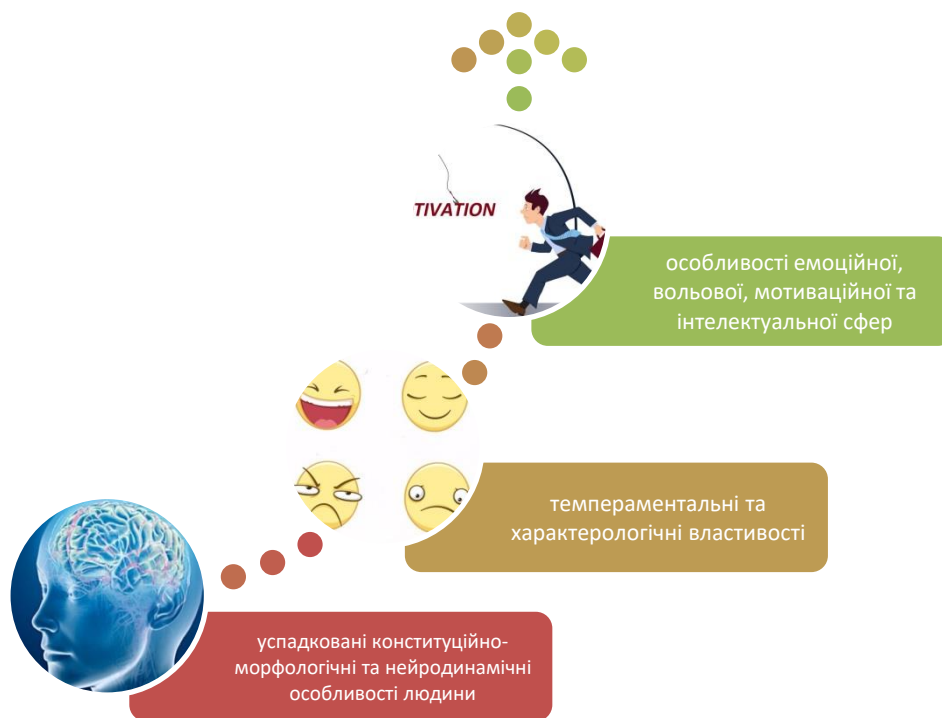 TIVATION
особливості емоційної,
вольової, мотиваційної та
інтелектуальної сфер
темпераментальні та
характерологічні властивості
успадковані конституційно-
морфологічні та нейродинамічні
особливості людини